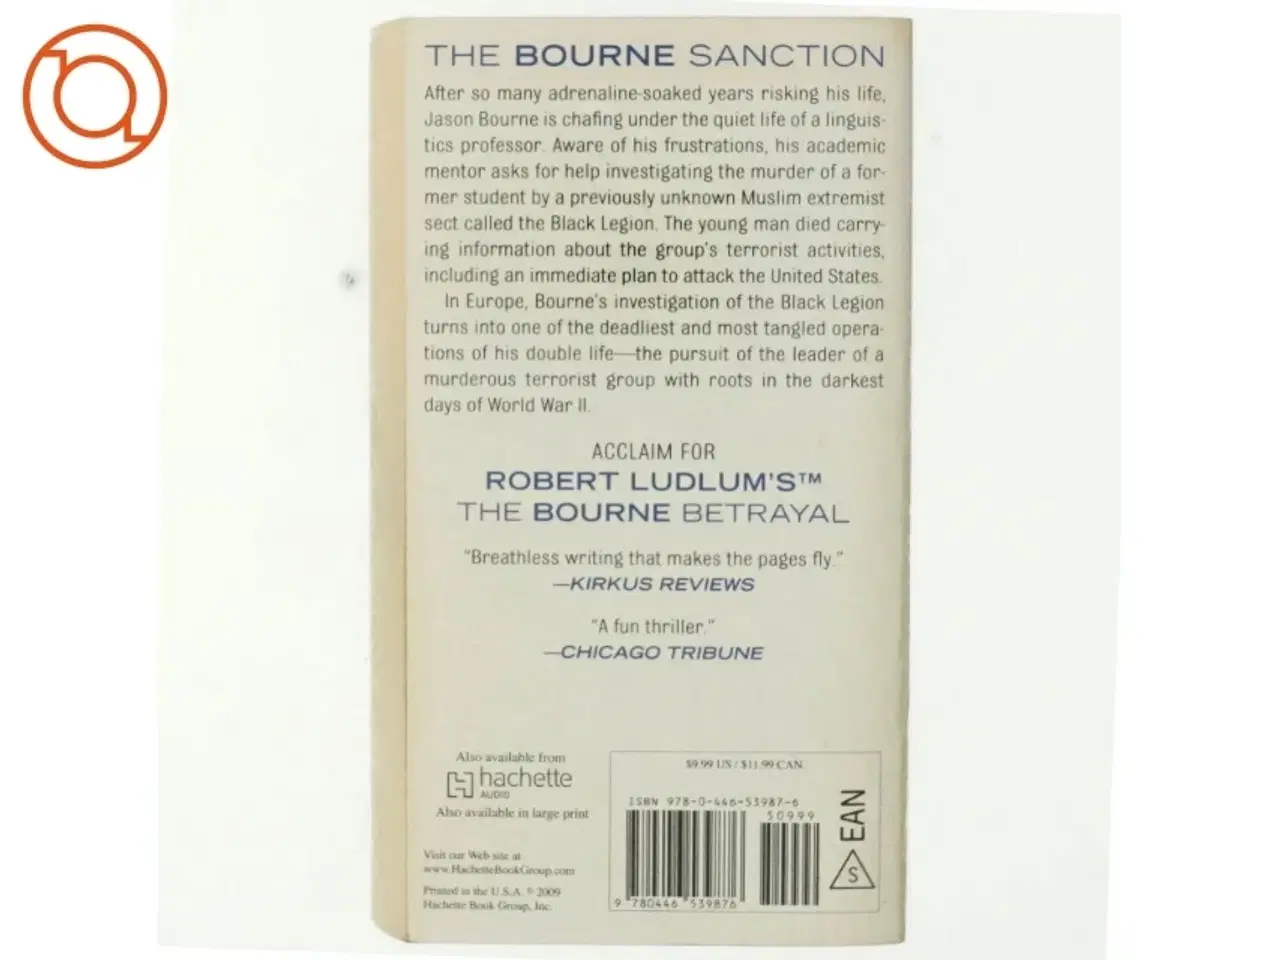 THE BOURNE SANCTION
After so many adrenaline-soaked years risking his life,
Jason Bourne is chafing under the quiet life of a linguis-
tics professor. Aware of his frustrations, his academic
mentor asks for help investigating the murder of a for-
mer student by a previously unknown Muslim extremist
sect called the Black Legion. The young man died carry-
ing information about the group's terrorist activities,
including an immediate plan to attack the United States.
In Europe, Bourne's investigation of the Black Legion
turns into one of the deadliest and most tangled opera-
tions of his double life—the pursuit of the leader of a
murderous terrorist group with roots in the darkest
days of World War II.
ACCLAIM FOR
ROBERT LUDLUM'S™
THE BOURNE BETRAYAL
"Breathless writing that makes the pages fly."
—KIRKUS REVIEWS
"A fun thriller."
—CHICAGO TRIBUNE
Also available from
hachette
AUDIO
Also available in large print
Visit our Web site at
www.HachetteBookGroup.com
Printed in the U.S.A. © 2009
Hachette Book Group, Inc.
$9.99 US / $11.99 CAN
ISBN 978-0-446-53987-6
50999
9 780446 539876
EAN
S